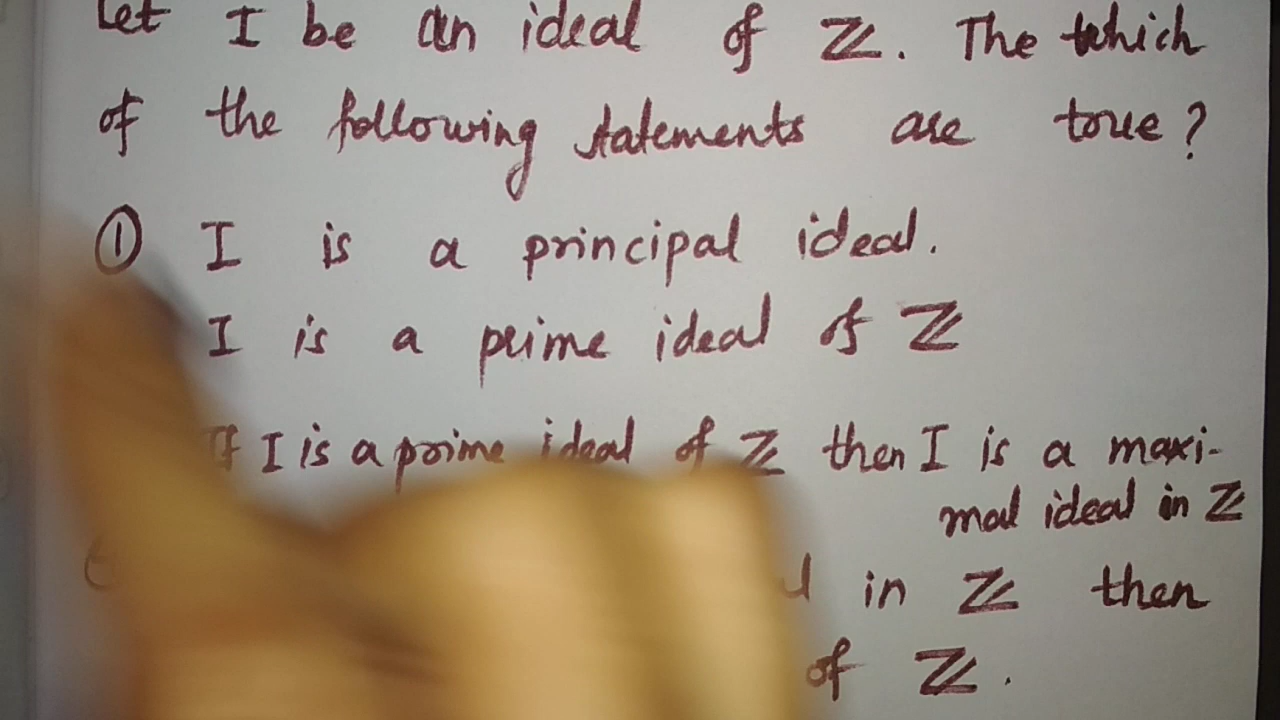 Let I be an ideal of ℤ. The which
of the following statements are true?
① I is a principal ideal.
I is a prime ideal of ℤ
If I is a prime ideal of ℤ then I is a maxi-
mal ideal in ℤ
in ℤ then
of ℤ.